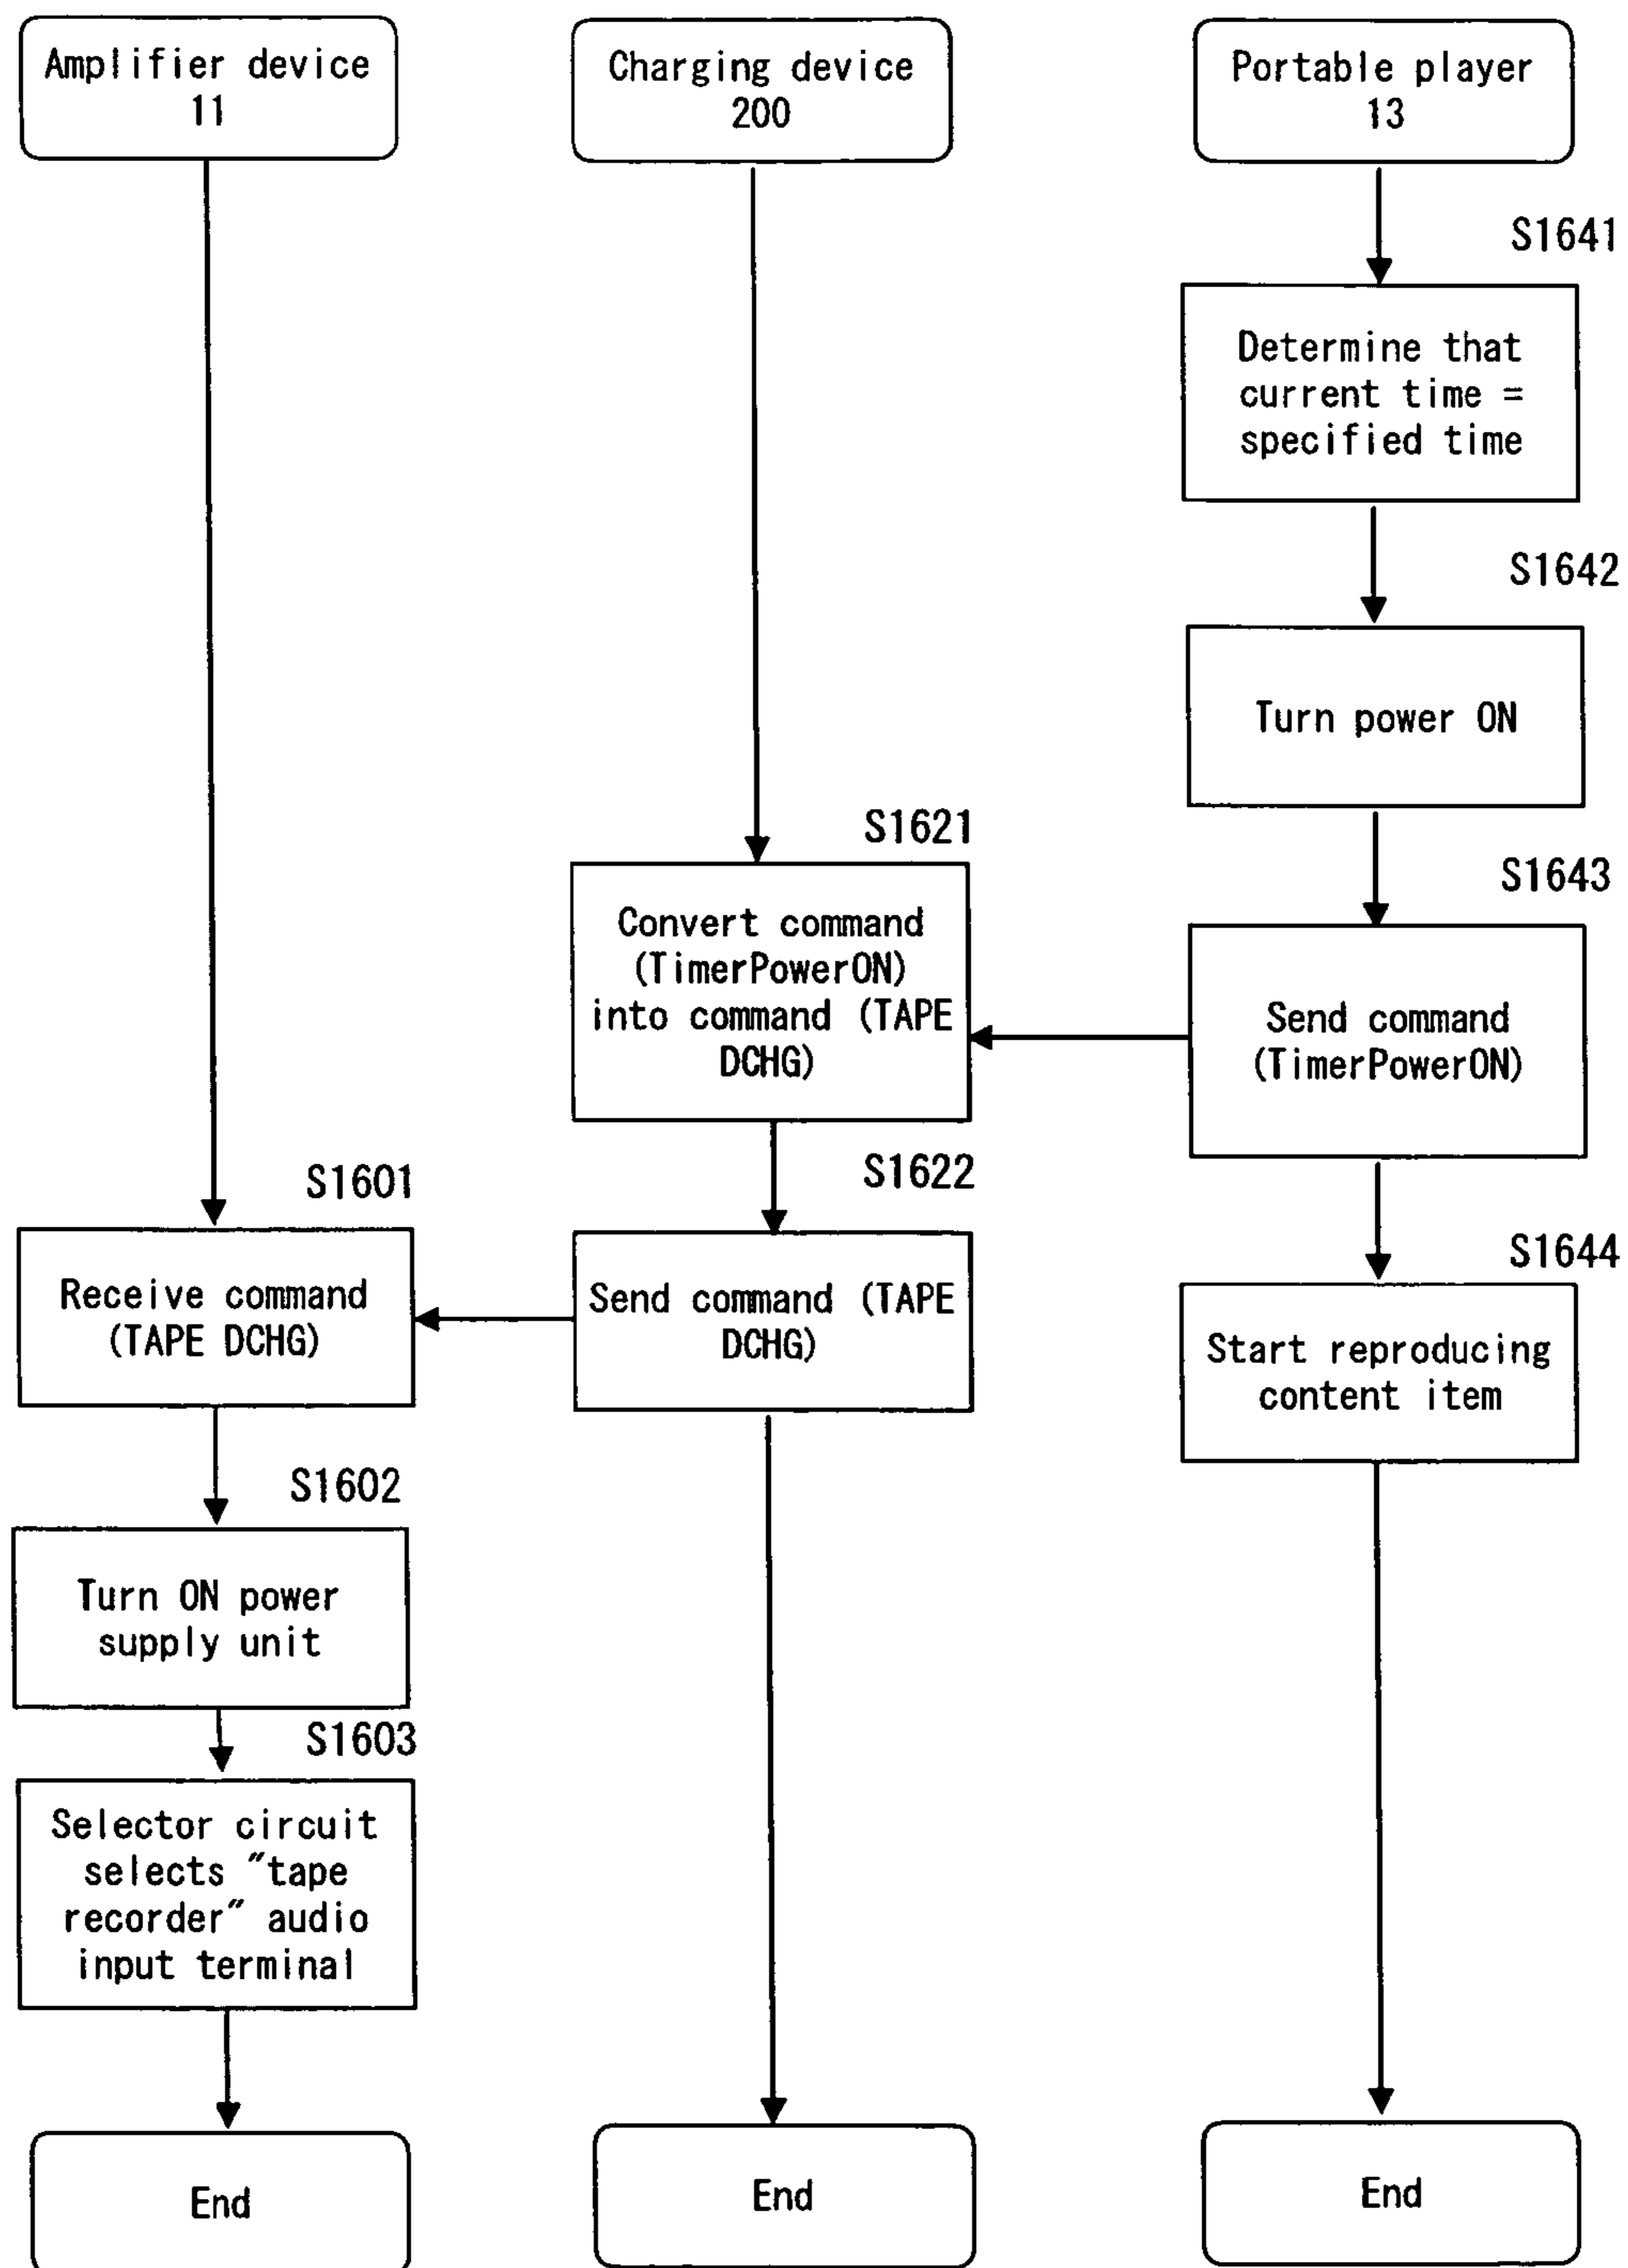 Amplifier device
11
Charging device
200
Portable player
13
S1641
Determine that
current time =
specified time
S1642
Turn power ON
S1621
S1643
Convert command
(TimerPowerON)
into command (TAPE
DCHG)
Send command
(TimerPowerON)
S1601
S1622
S1644
Receive command
(TAPE DCHG)
Send command (TAPE
DCHG)
Start reproducing
content item
S1602
Turn ON power
supply unit
S1603
Selector circuit
selects "tape
recorder" audio
input terminal
End
End
End